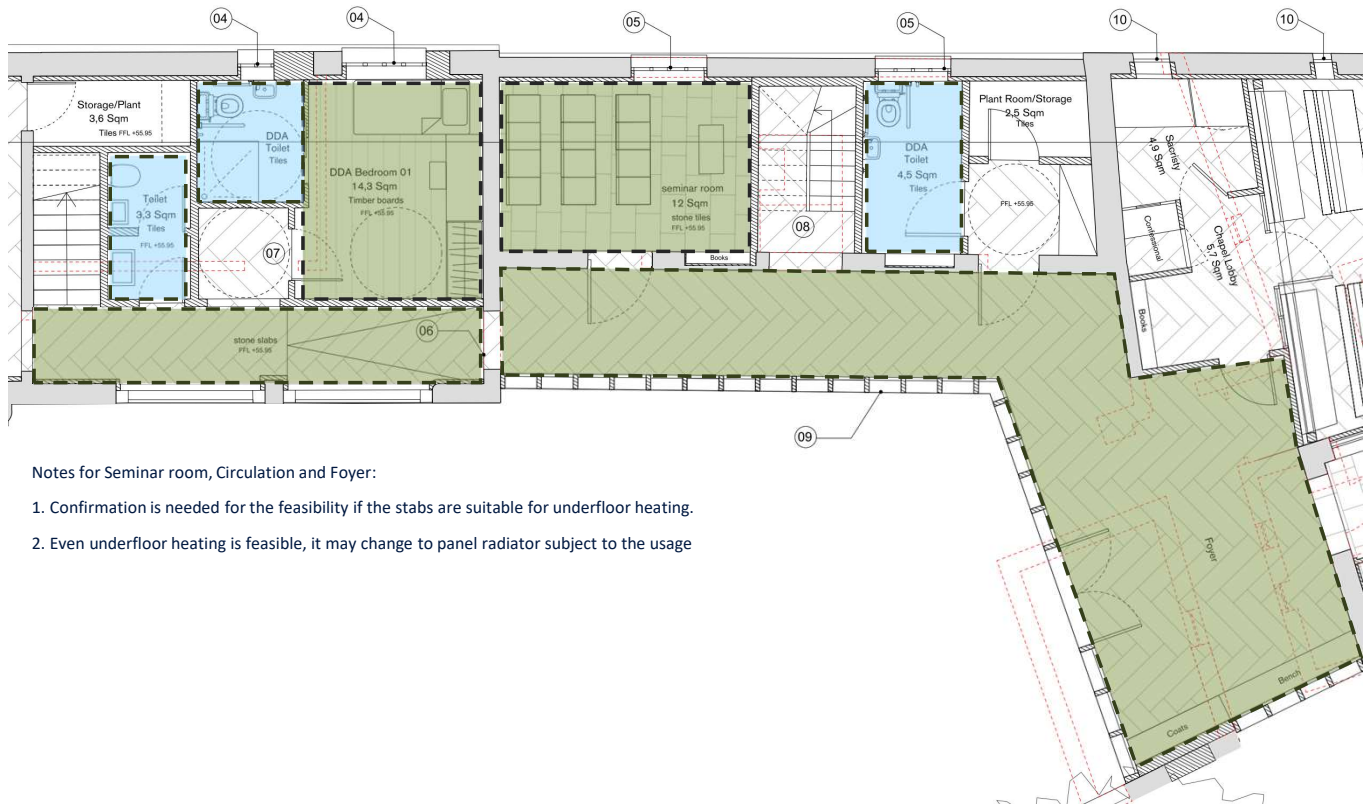 04
04
05
05
10
10
Storage/Plant
3,6 Sqm
Tiles FFL +55.95
DDA
Toilet
Tiles
Toilet
3,3 Sqm
Tiles
FFL +55.95
07
DDA Bedroom 01
14,3 Sqm
Timber boards
FFL +55.95
seminar room
12 Sqm
stone tiles
FFL +55.95
Books
08
DDA
Toilet
4,5 Sqm
Tiles
Plant Room/Storage
2,5 Sqm
Tiles
FFL +55.95
Sacristy
4,9 Sqm
Confessional
Chapel Lobby
5,7 Sqm
Books
stone slabs
FFL +55.95
06
09
Foyer
Bench
Coats
Notes for Seminar room, Circulation and Foyer:
1. Confirmation is needed for the feasibility if the stabs are suitable for underfloor heating.
2. Even underfloor heating is feasible, it may change to panel radiator subject to the usage